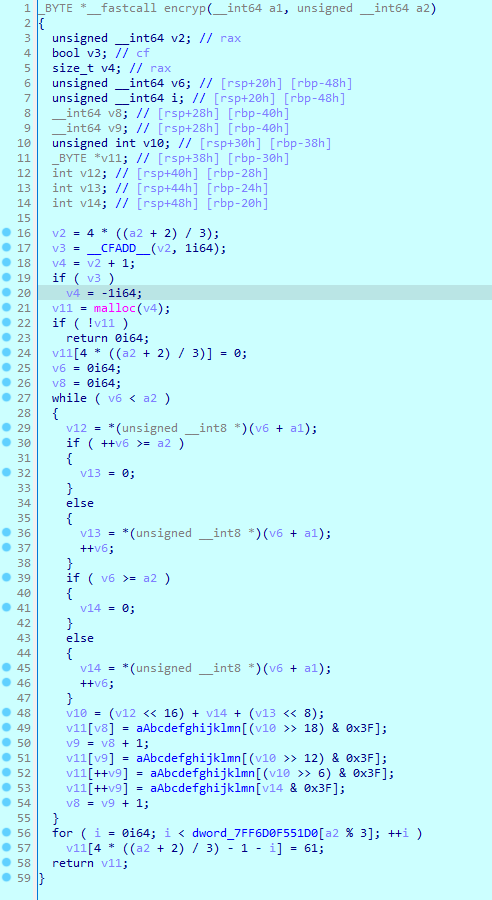 1 _BYTE *__fastcall encryp(__int64 a1, unsigned __int64 a2)
2 {
3   unsigned __int64 v2; // rax
4   bool v3; // cf
5   size_t v4; // rax
6   unsigned __int64 v6; // [rsp+20h] [rbp-48h]
7   unsigned __int64 i; // [rsp+20h] [rbp-48h]
8   __int64 v8; // [rsp+28h] [rbp-40h]
9   __int64 v9; // [rsp+28h] [rbp-40h]
10   unsigned int v10; // [rsp+30h] [rbp-38h]
11   _BYTE *v11; // [rsp+38h] [rbp-30h]
12   int v12; // [rsp+40h] [rbp-28h]
13   int v13; // [rsp+44h] [rbp-24h]
14   int v14; // [rsp+48h] [rbp-20h]
15
16   v2 = 4 * ((a2 + 2) / 3);
17   v3 = __CFADD__(v2, 1i64);
18   v4 = v2 + 1;
19   if ( v3 )
20     v4 = -1i64;
21   v11 = malloc(v4);
22   if ( !v11 )
23     return 0i64;
24   v11[4 * ((a2 + 2) / 3)] = 0;
25   v6 = 0i64;
26   v8 = 0i64;
27   while ( v6 < a2 )
28   {
29     v12 = *(unsigned __int8 *)(v6 + a1);
30     if ( ++v6 >= a2 )
31     {
32       v13 = 0;
33     }
34     else
35     {
36       v13 = *(unsigned __int8 *)(v6 + a1);
37       ++v6;
38     }
39     if ( v6 >= a2 )
40     {
41       v14 = 0;
42     }
43     else
44     {
45       v14 = *(unsigned __int8 *)(v6 + a1);
46       ++v6;
47     }
48     v10 = (v12 << 16) + v14 + (v13 << 8);
49     v11[v8] = aAbcdefghijklmn[(v10 >> 18) & 0x3F];
50     v9 = v8 + 1;
51     v11[v9] = aAbcdefghijklmn[(v10 >> 12) & 0x3F];
52     v11[++v9] = aAbcdefghijklmn[(v10 >> 6) & 0x3F];
53     v11[++v9] = aAbcdefghijklmn[v14 & 0x3F];
54     v8 = v9 + 1;
55   }
56   for ( i = 0i64; i < dword_7FF6D0F551D0[a2 % 3]; ++i )
57     v11[4 * ((a2 + 2) / 3) - 1 - i] = 61;
58   return v11;
59 }